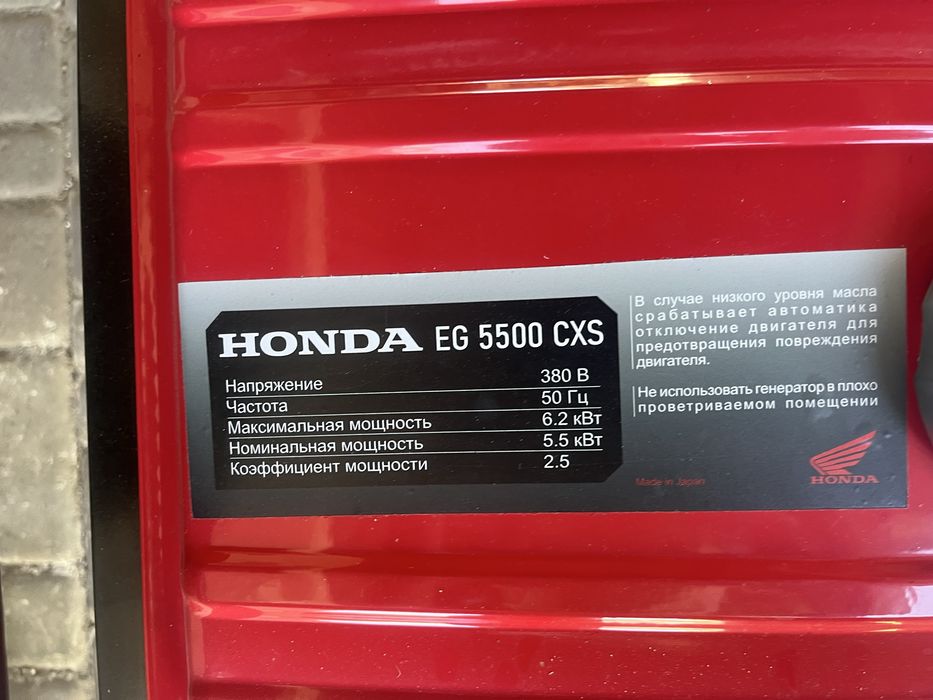 HONDA EG 5500 CXS
Напряжение 380 В
Частота 50 Гц
Максимальная мощность 6.2 кВт
Номинальная мощность 5.5 кВт
Коэффициент мощности 2.5
В случае низкого уровня масла
срабатывает автоматика
отключение двигателя для
предотвращения повреждения
двигателя.
Не использовать генератор в плохо
проветриваемом помещении
Made in Japan
HONDA